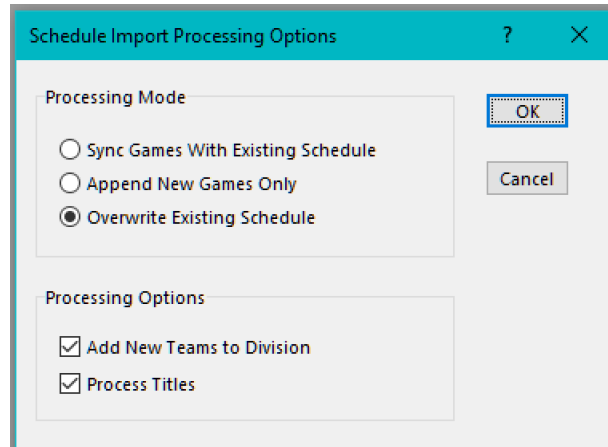 Schedule Import Processing Options ?
Processing Mode
OK
Sync Games With Existing Schedule
Append New Games Only
Cancel
Overwrite Existing Schedule
Processing Options
Add New Teams to Division
Process Titles